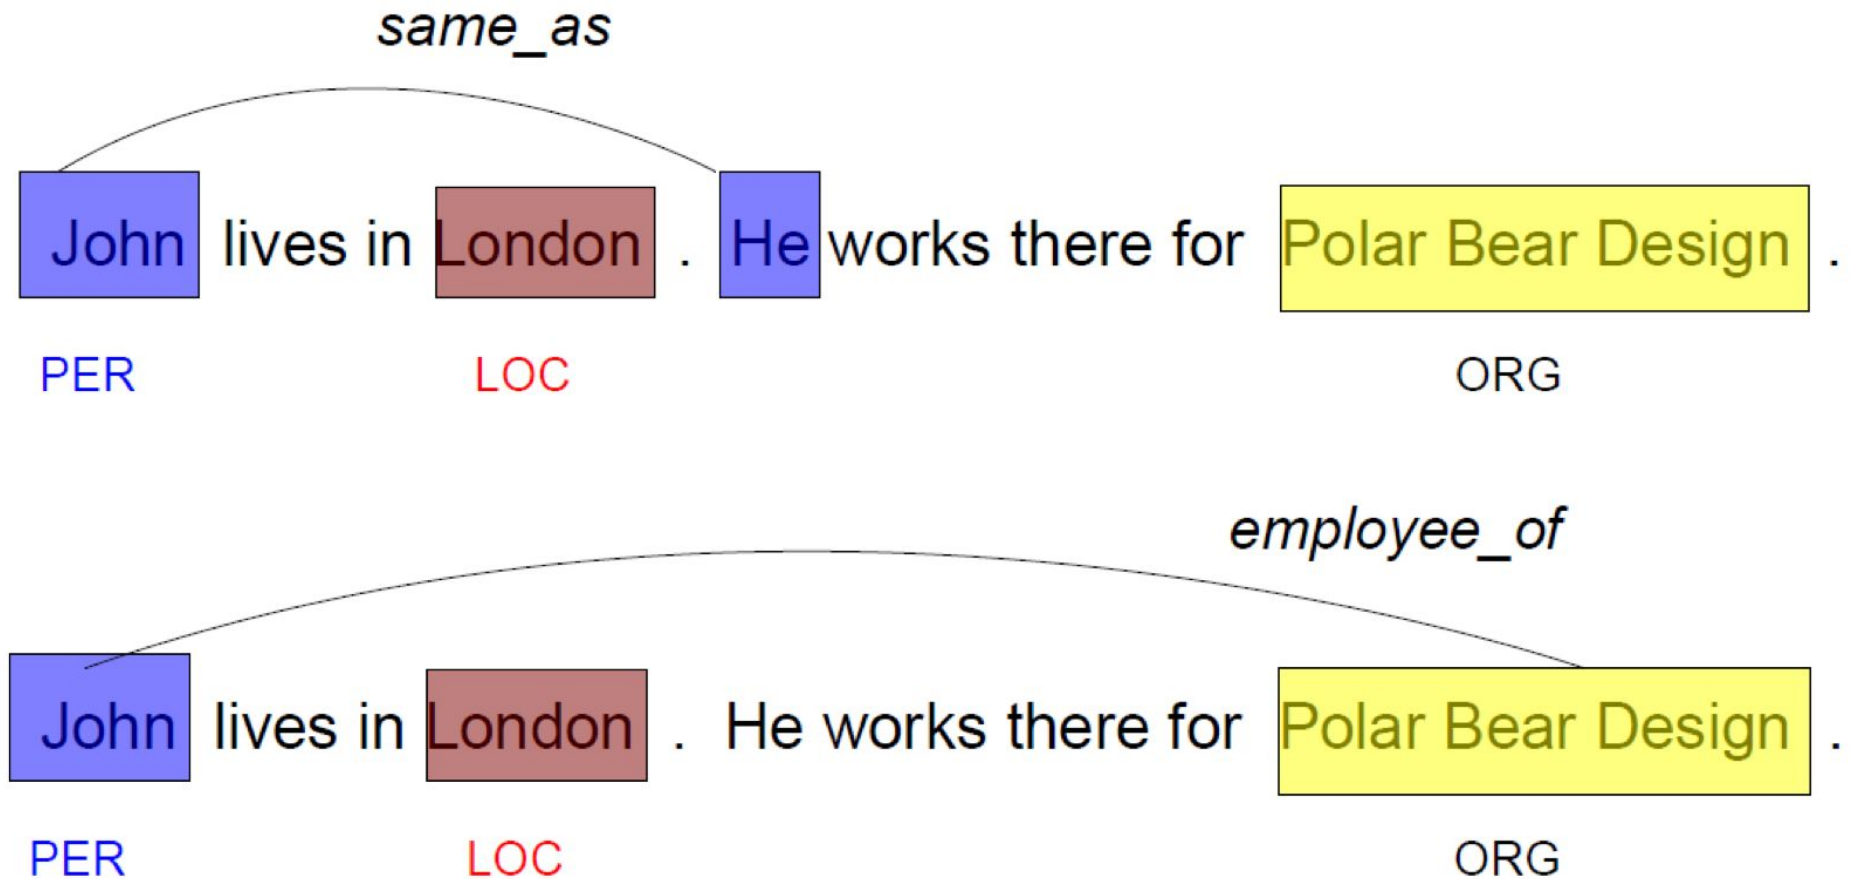 same_as
John lives in London . He works there for Polar Bear Design .
PER LOC ORG
employee_of
John lives in London . He works there for Polar Bear Design .
PER LOC ORG